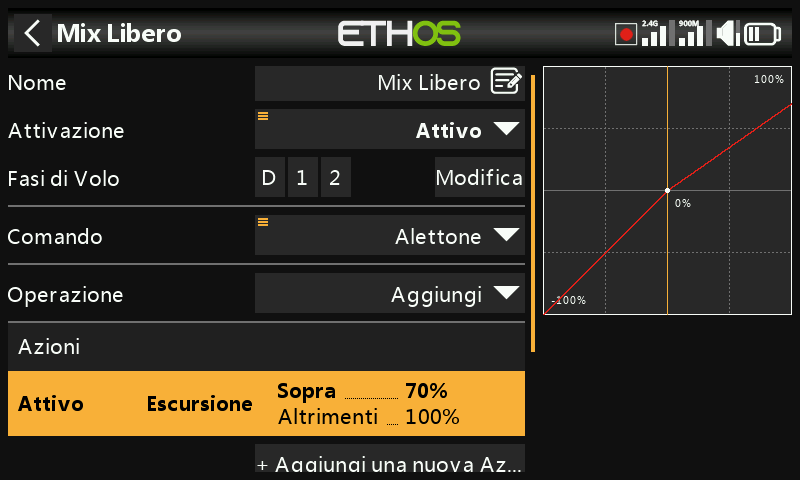 Mix Libero
ETHOS
2.4G 900M
Nome Mix Libero
Attivazione Attivo
Fasi di Volo D 1 2 Modifica
Comando Alettone
Operazione Aggiungi
Azioni
Attivo Escursione Sopra 70%
Altrimenti 100%
+ Aggiungi una nuova Az...
100%
0%
-100%